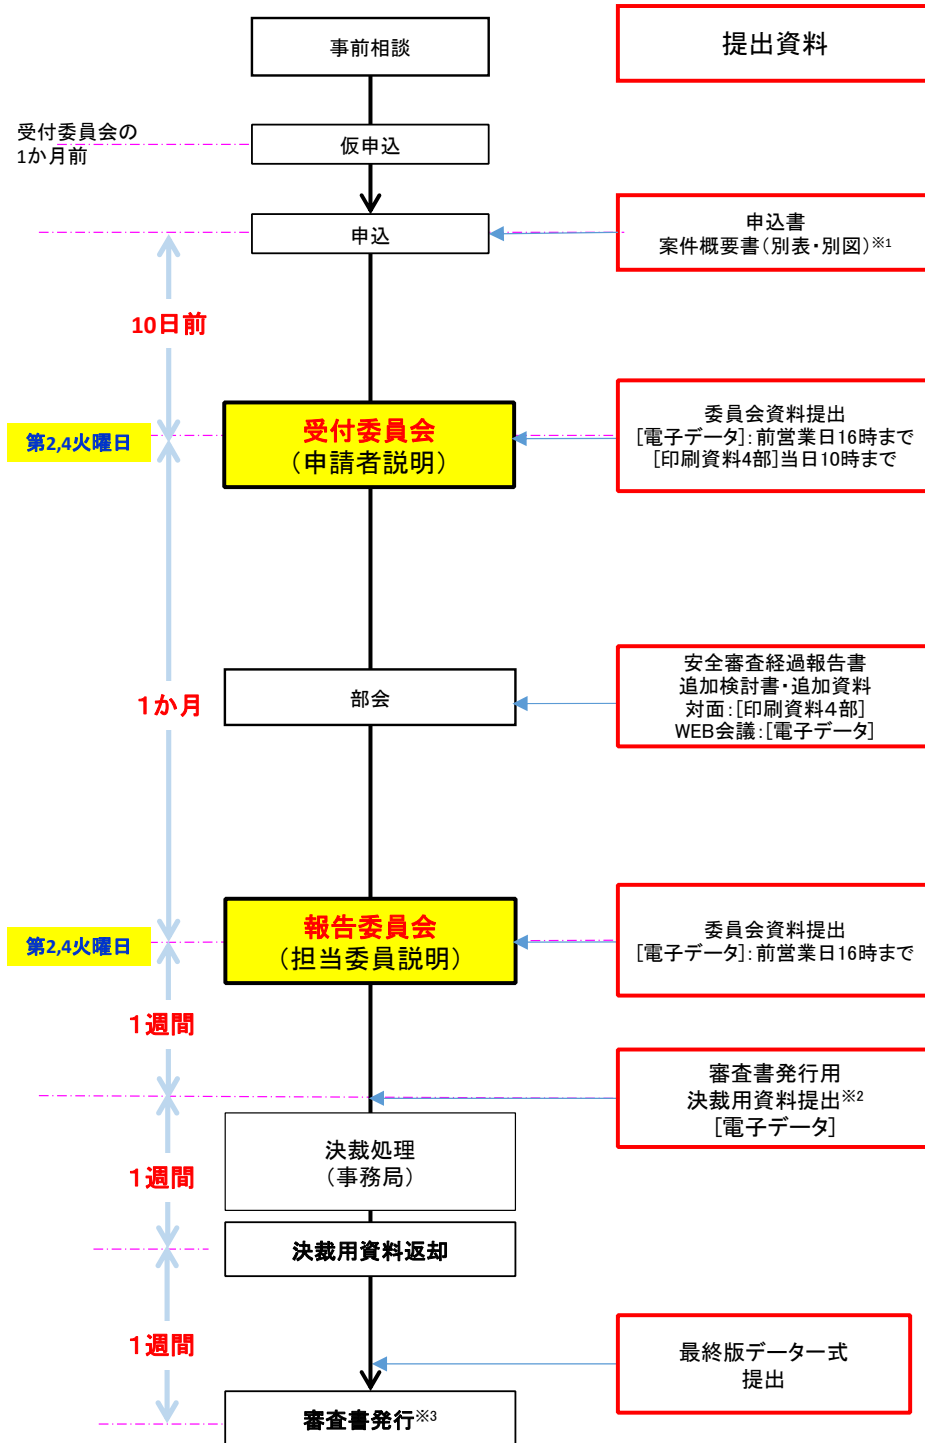 事前相談
提出資料
受付委員会の
1か月前
仮申込
申込
申込書
案件概要書(別表・別図)※1
10日前
第2,4火曜日
受付委員会
(申請者説明)
委員会資料提出
[電子データ]:前営業日16時まで
[印刷資料4部]当日10時まで
1か月
部会
安全審査経過報告書
追加検討書・追加資料
対面:[印刷資料4部]
WEB会議:[電子データ]
第2,4火曜日
報告委員会
(担当委員説明)
委員会資料提出
[電子データ]:前営業日16時まで
1週間
審査書発行用
決裁用資料提出※2
[電子データ]
決裁処理
(事務局)
1週間
決裁用資料返却
1週間
最終版データ一式
提出
審査書発行※3